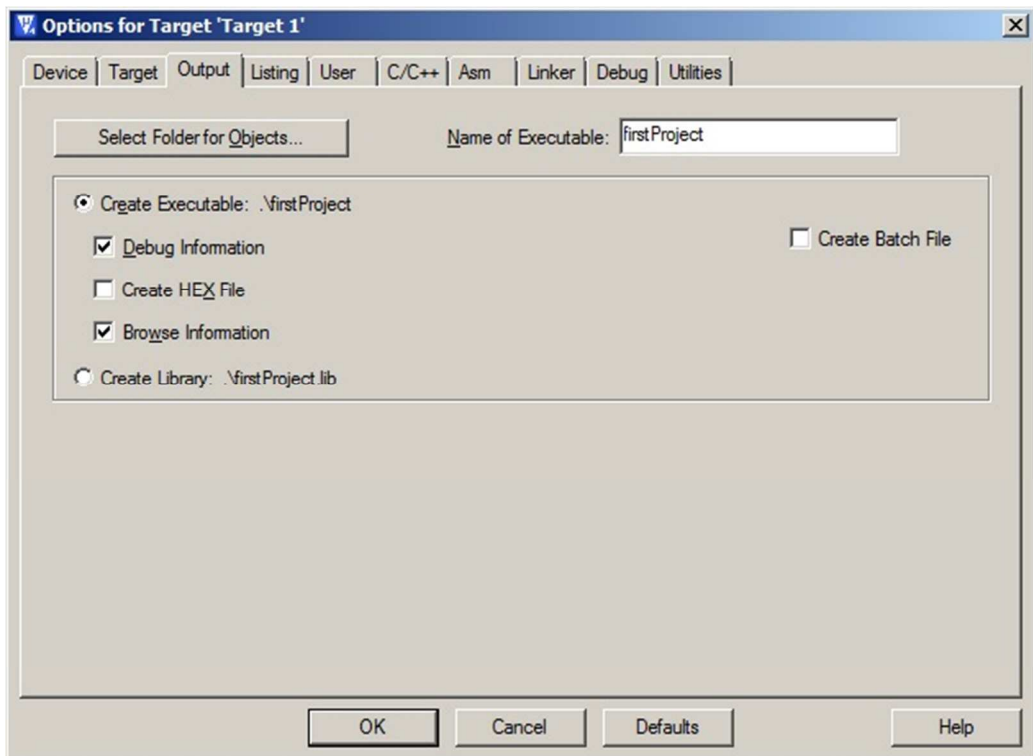 Options for Target 'Target 1'
Device Target Output Listing User C/C++ Asm Linker Debug Utilities
Select Folder for Objects... Name of Executable: firstProject
Create Executable: .\firstProject
Debug Information Create Batch File
Create HEX File
Browse Information
Create Library: .\firstProject.lib
OK Cancel Defaults Help